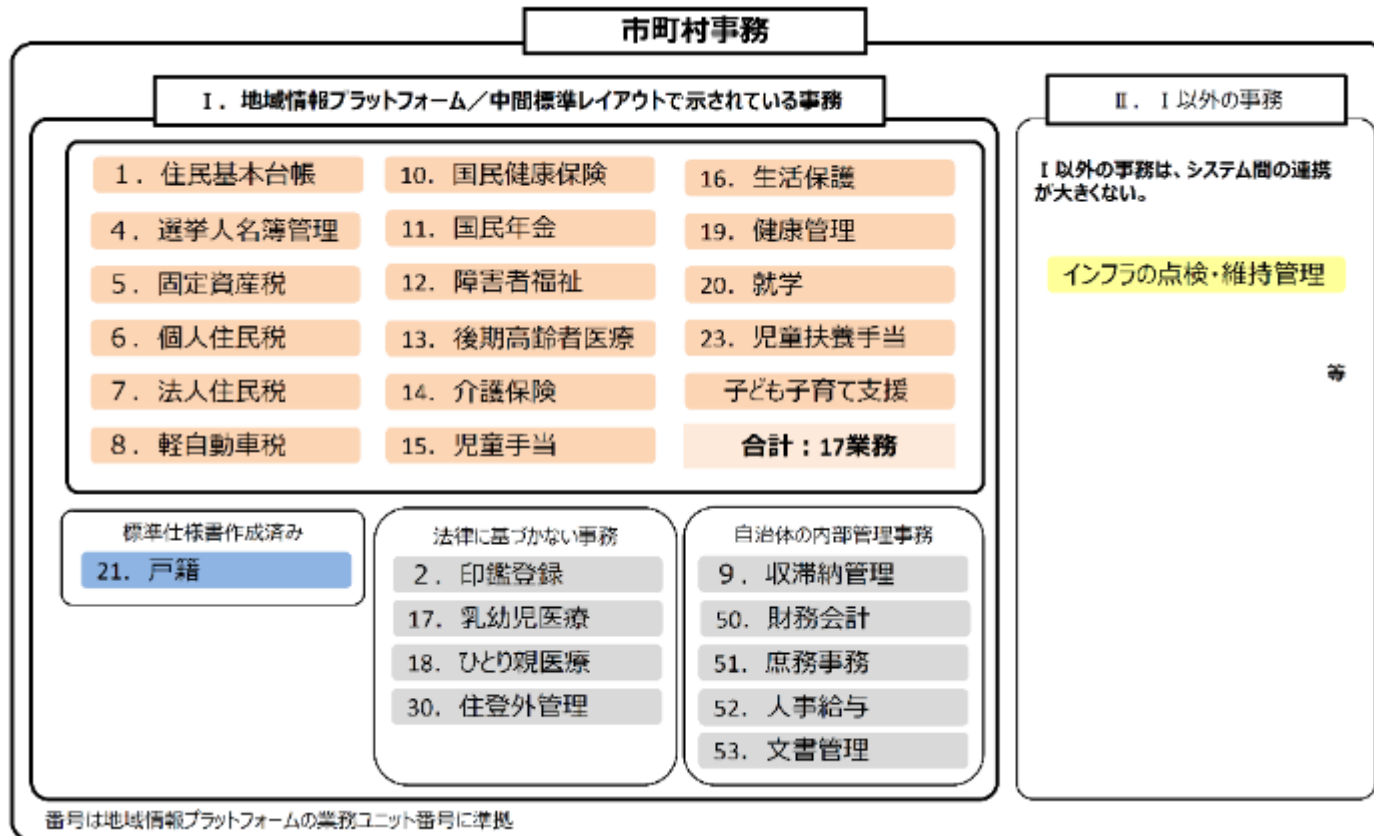 市町村事務
Ⅰ．地域情報プラットフォーム／中間標準レイアウトで示されている事務
1．住民基本台帳
4．選挙人名簿管理
5．固定資産税
6．個人住民税
7．法人住民税
8．軽自動車税
10．国民健康保険
11．国民年金
12．障害者福祉
13．後期高齢者医療
14．介護保険
15．児童手当
16．生活保護
19．健康管理
20．就学
23．児童扶養手当
子ども子育て支援
合計：17業務
標準仕様書作成済み
21．戸籍
法律に基づかない事務
2．印鑑登録
17．乳幼児医療
18．ひとり親医療
30．住登外管理
自治体の内部管理事務
9．収滞納管理
50．財務会計
51．庶務事務
52．人事給与
53．文書管理
番号は地域情報プラットフォームの業務ユニット番号に準拠
Ⅱ．Ⅰ以外の事務
Ⅰ以外の事務は、システム間の連携
が大きくない。
インフラの点検・維持管理
等